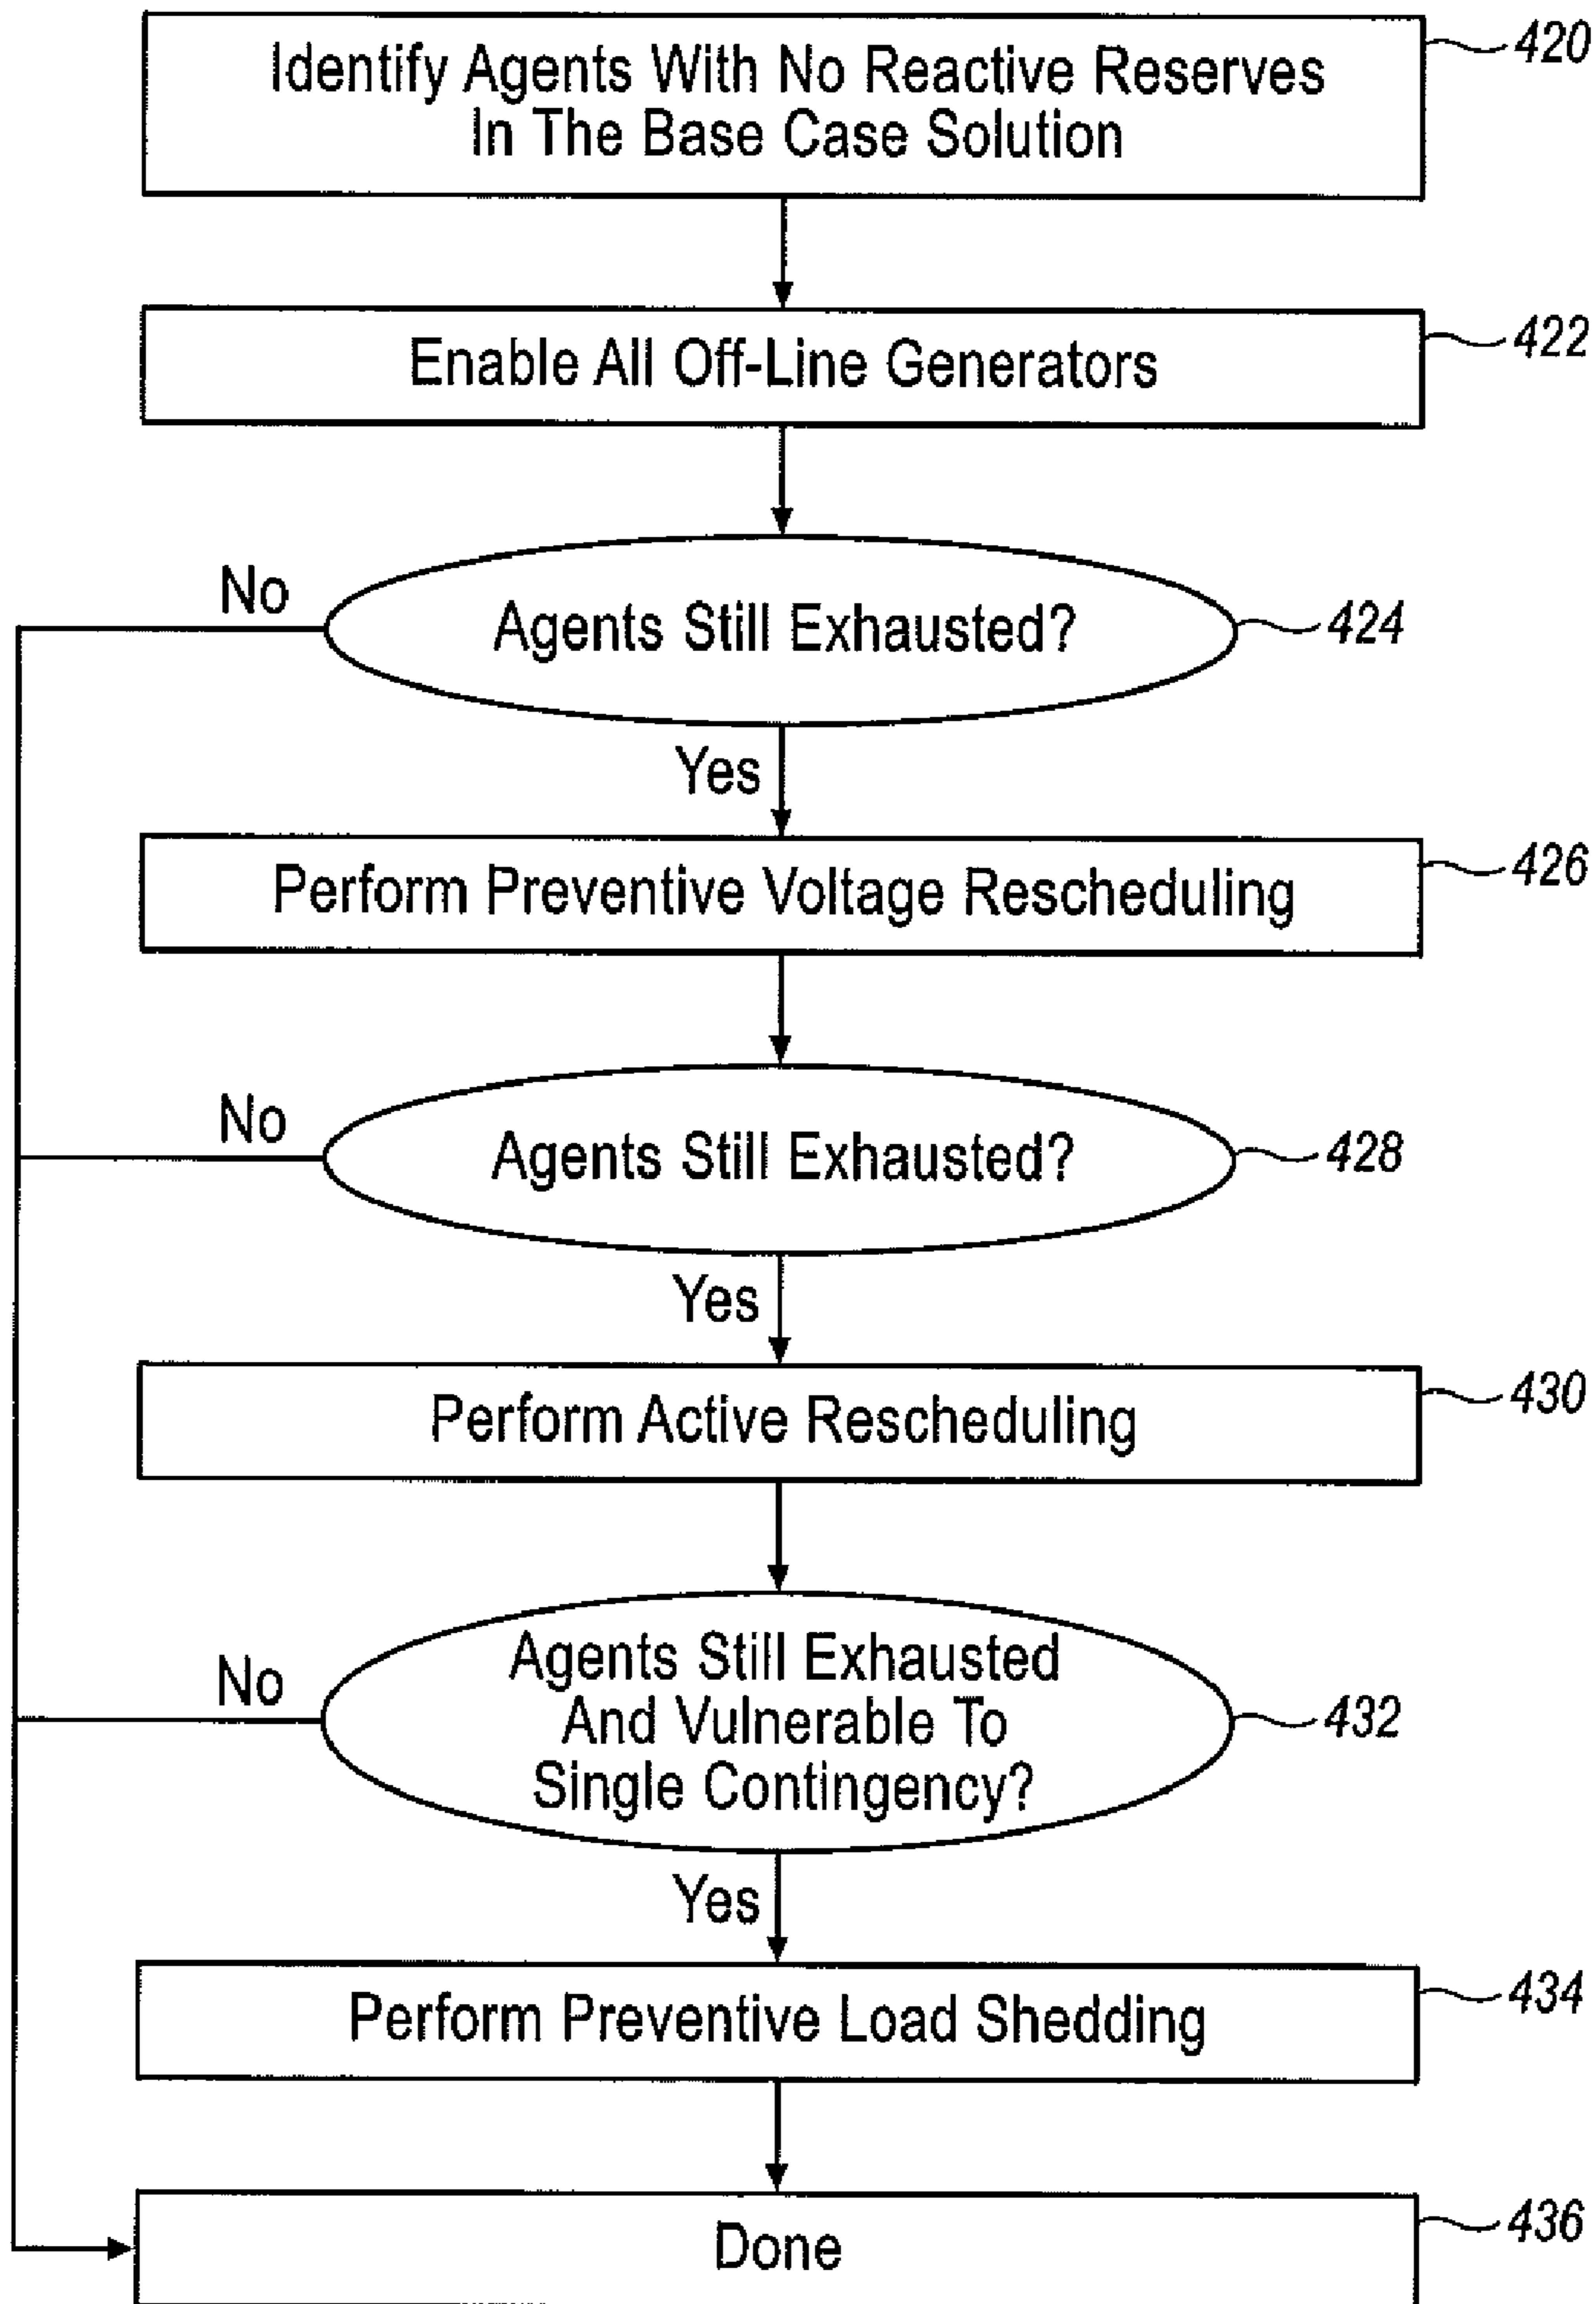 Identify Agents With No Reactive Reserves
In The Base Case Solution
420
Enable All Off-Line Generators
422
No
Agents Still Exhausted?
424
Yes
Perform Preventive Voltage Rescheduling
426
No
Agents Still Exhausted?
428
Yes
Perform Active Rescheduling
430
No
Agents Still Exhausted
And Vulnerable To
Single Contingency?
432
Yes
Perform Preventive Load Shedding
434
Done
436